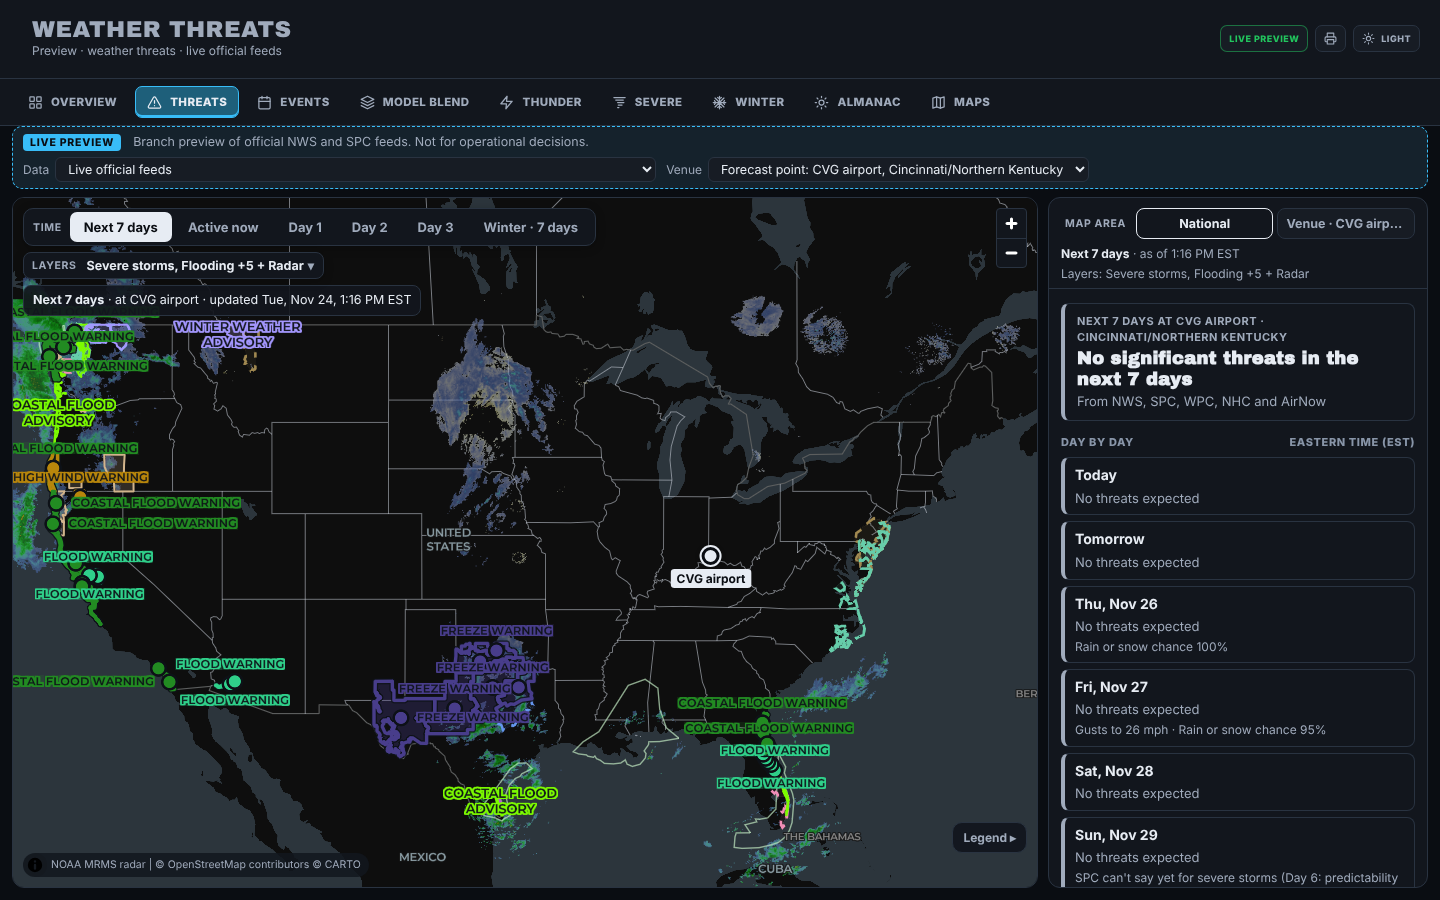 WEATHER THREATS
Preview · weather threats · live official feeds
LIVE PREVIEW
LIGHT
OVERVIEW
THREATS
EVENTS
MODEL BLEND
THUNDER
SEVERE
WINTER
ALMANAC
MAPS
LIVE PREVIEW Branch preview of official NWS and SPC feeds. Not for operational decisions.
Data Live official feeds Venue Forecast point: CVG airport, Cincinnati/Northern Kentucky
TIME Next 7 days Active now Day 1 Day 2 Day 3 Winter · 7 days
LAYERS Severe storms, Flooding +5 + Radar ▾
Next 7 days · at CVG airport · updated Tue, Nov 24, 1:16 PM EST
+
−
WINTER WEATHER
ADVISORY
AL FLOOD WARNING
TAL FLOOD WARNING
OASTAL FLOOD
ADVISORY
AL FLOOD WARNING
HIGH WIND WARNING
COASTAL FLOOD WARNING
COASTAL FLOOD WARNING
FLOOD WARNING
FLOOD WARNING
UNITED
STATES
CVG airport
FREEZE WARNING
FREEZE WARNING
FREEZE WARNING
FREEZE WARNING
FLOOD WARNING
STAL FLOOD WARNING
FLOOD WARNING
COASTAL FLOOD WARNING
COASTAL FLOOD WARNING
FLOOD WARNING
FLOOD WARNING
COASTAL FLOOD
ADVISORY
BER
THE BAHAMAS
MEXICO
CUBA
Legend ▸
NOAA MRMS radar | © OpenStreetMap contributors © CARTO
MAP AREA National Venue · CVG airp...
Next 7 days · as of 1:16 PM EST
Layers: Severe storms, Flooding +5 + Radar
NEXT 7 DAYS AT CVG AIRPORT ·
CINCINNATI/NORTHERN KENTUCKY
No significant threats in the
next 7 days
From NWS, SPC, WPC, NHC and AirNow
DAY BY DAY EASTERN TIME (EST)
Today
No threats expected
Tomorrow
No threats expected
Thu, Nov 26
No threats expected
Rain or snow chance 100%
Fri, Nov 27
No threats expected
Gusts to 26 mph · Rain or snow chance 95%
Sat, Nov 28
No threats expected
Sun, Nov 29
No threats expected
SPC can't say yet for severe storms (Day 6: predictability